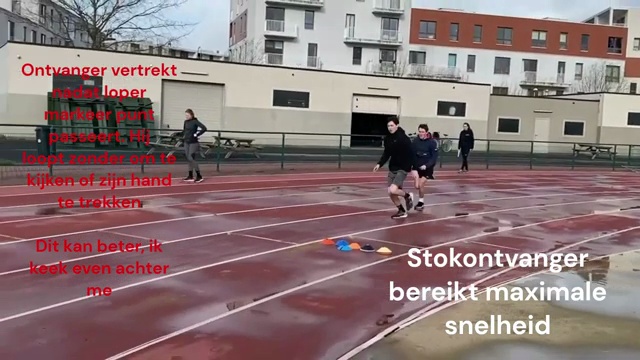 Ontvanger vertrekt
nadat loper
markeer punt
passeert. Hij
loopt zonder om te
kijken of zijn hand
te trekken.
Dit kan beter, ik
keek even achter
me
Stokontvanger
bereikt maximale
snelheid